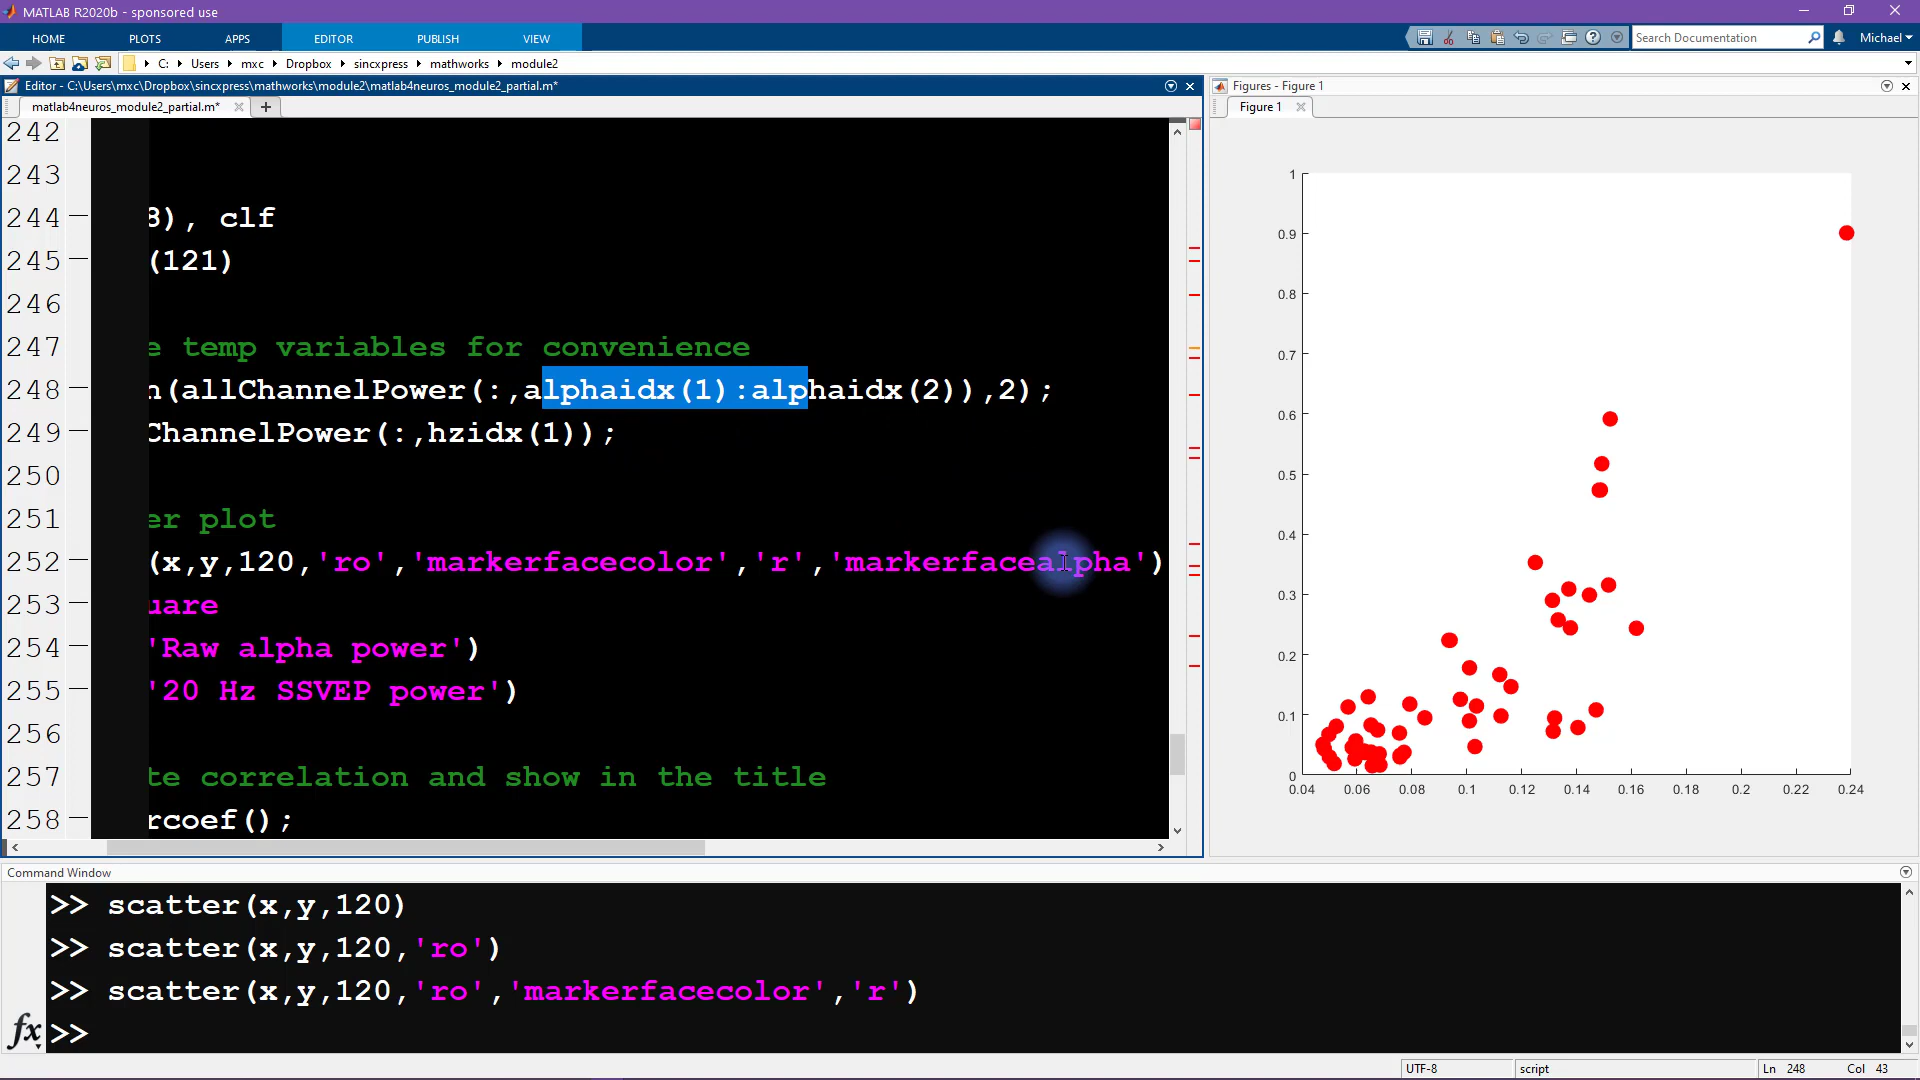 MATLAB R2020b - sponsored use
HOME PLOTS APPS EDITOR PUBLISH VIEW
Search Documentation
Michael
C: Users mxc Dropbox sincxpress mathworks module2
Editor - C:\Users\mxc\Dropbox\sincxpress\mathworks\module2\matlab4neuros_module2_partial.m*
matlab4neuros_module2_partial.m*
242
243
244 3), clf
245 (121)
246
247 e temp variables for convenience
248 n(allChannelPower(:,alphaidx(1):alphaidx(2)),2);
249 ChannelPower(:,hzidx(1));
250
251 er plot
252 (x,y,120,'ro','markerfacecolor','r','markerfacealpha')
253 uare
254 'Raw alpha power')
255 '20 Hz SSVEP power')
256
257 te correlation and show in the title
258 rcoef();
Figures - Figure 1
Figure 1
1
0.9
0.8
0.7
0.6
0.5
0.4
0.3
0.2
0.1
0
0.04 0.06 0.08 0.1 0.12 0.14 0.16 0.18 0.2 0.22 0.24
Command Window
>> scatter(x,y,120)
>> scatter(x,y,120,'ro')
>> scatter(x,y,120,'ro','markerfacecolor','r')
fx >>
UTF-8 script Ln 248 Col 43